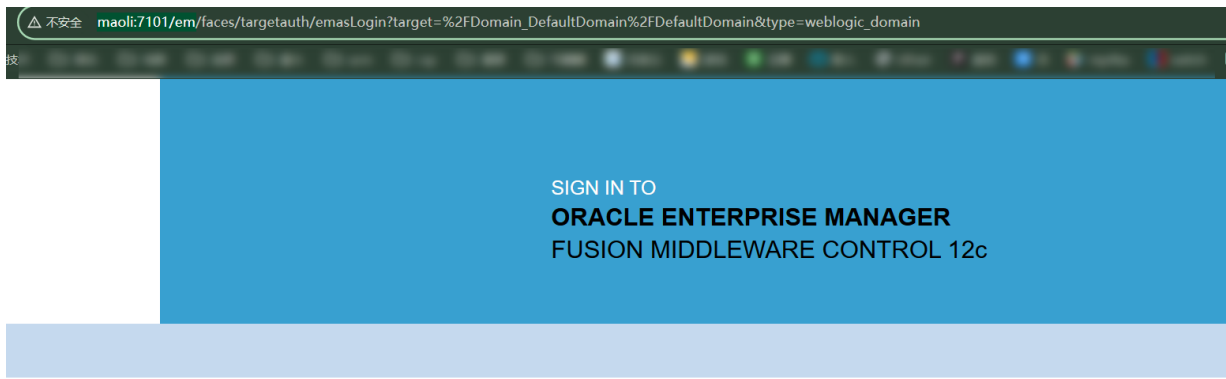 不安全 maoli:7101/em/faces/targetauth/emasLogin?target=%2FDomain_DefaultDomain%2FDefaultDomain&type=weblogic_domain
技
SIGN IN TO
ORACLE ENTERPRISE MANAGER
FUSION MIDDLEWARE CONTROL 12c